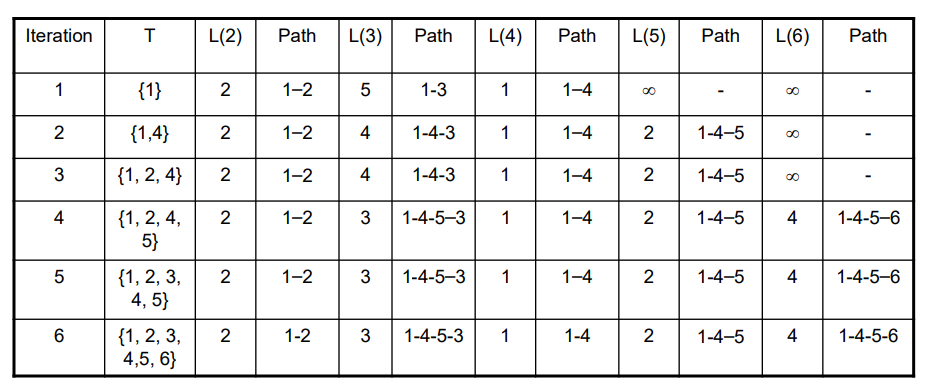 Iteration T L(2) Path L(3) Path L(4) Path L(5) Path L(6) Path
1 {1} 2 1–2 5 1-3 1 1–4 ∞ - ∞ -
2 {1,4} 2 1–2 4 1-4-3 1 1–4 2 1-4–5 ∞ -
3 {1, 2, 4} 2 1–2 4 1-4-3 1 1–4 2 1-4–5 ∞ -
4 {1, 2, 4, 2 1–2 3 1-4-5–3 1 1–4 2 1-4–5 4 1-4-5–6
5}
5 {1, 2, 3, 2 1–2 3 1-4-5–3 1 1–4 2 1-4–5 4 1-4-5–6
4, 5}
6 {1, 2, 3, 2 1-2 3 1-4-5-3 1 1-4 2 1-4–5 4 1-4-5-6
4,5, 6}